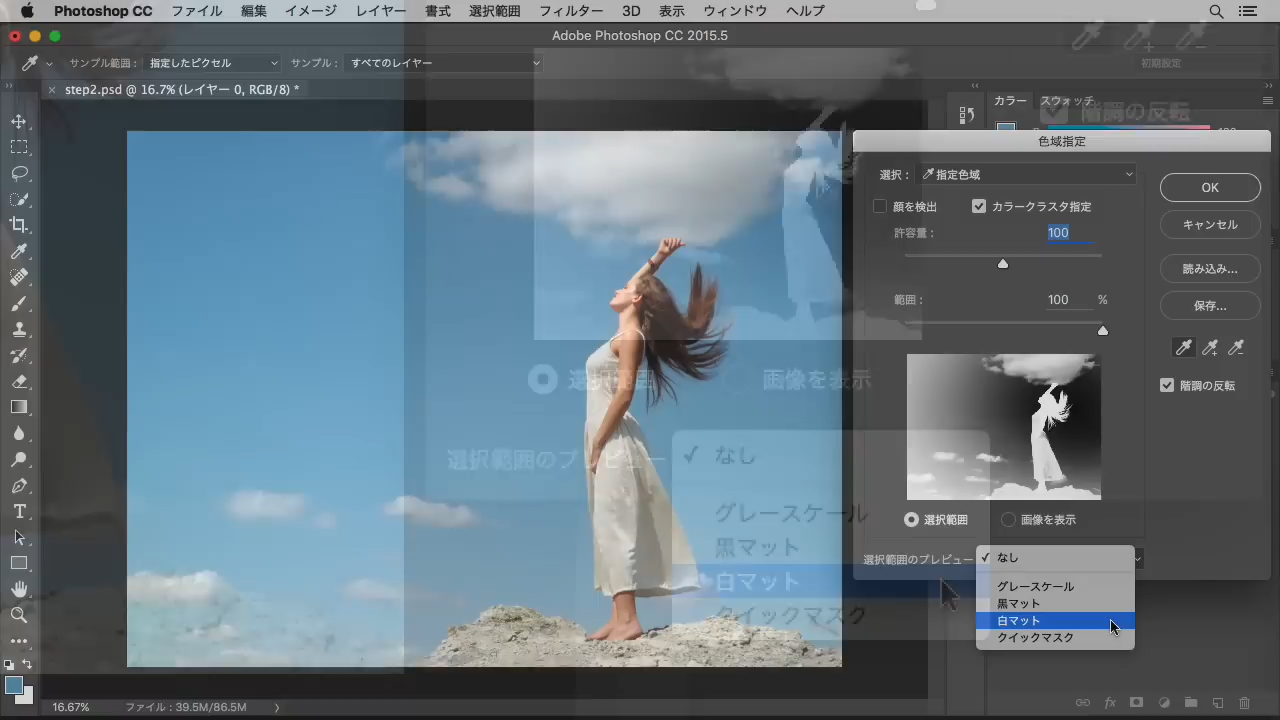 Photoshop CC ファイル 編集 イメージ レイヤー 書式 選択範囲 フィルター 3D 表示 ウィンドウ ヘルプ
Adobe Photoshop CC 2015.5
サンプル範囲 : 指定したピクセル サンプル : すべてのレイヤー 初期設定
× step2.psd @ 16.7% (レイヤー 0, RGB/8) *
カラー スウォッチ
階調の反転
色域指定
選択 : 指定色域
OK
顔を検出 カラークラスタ指定
キャンセル
許容量 : 100
読み込み...
範囲 : 100 %
保存...
階調の反転
選択範囲 画像を表示
選択範囲のプレビュー ✓ なし
グレースケール
黒マット
白マット
クイックマスク
選択範囲 画像を表示
選択範囲のプレビュー ✓ なし
グレースケール
黒マット
白マット
クイックマスク
16.67% ファイル : 39.5M/86.5M
fx